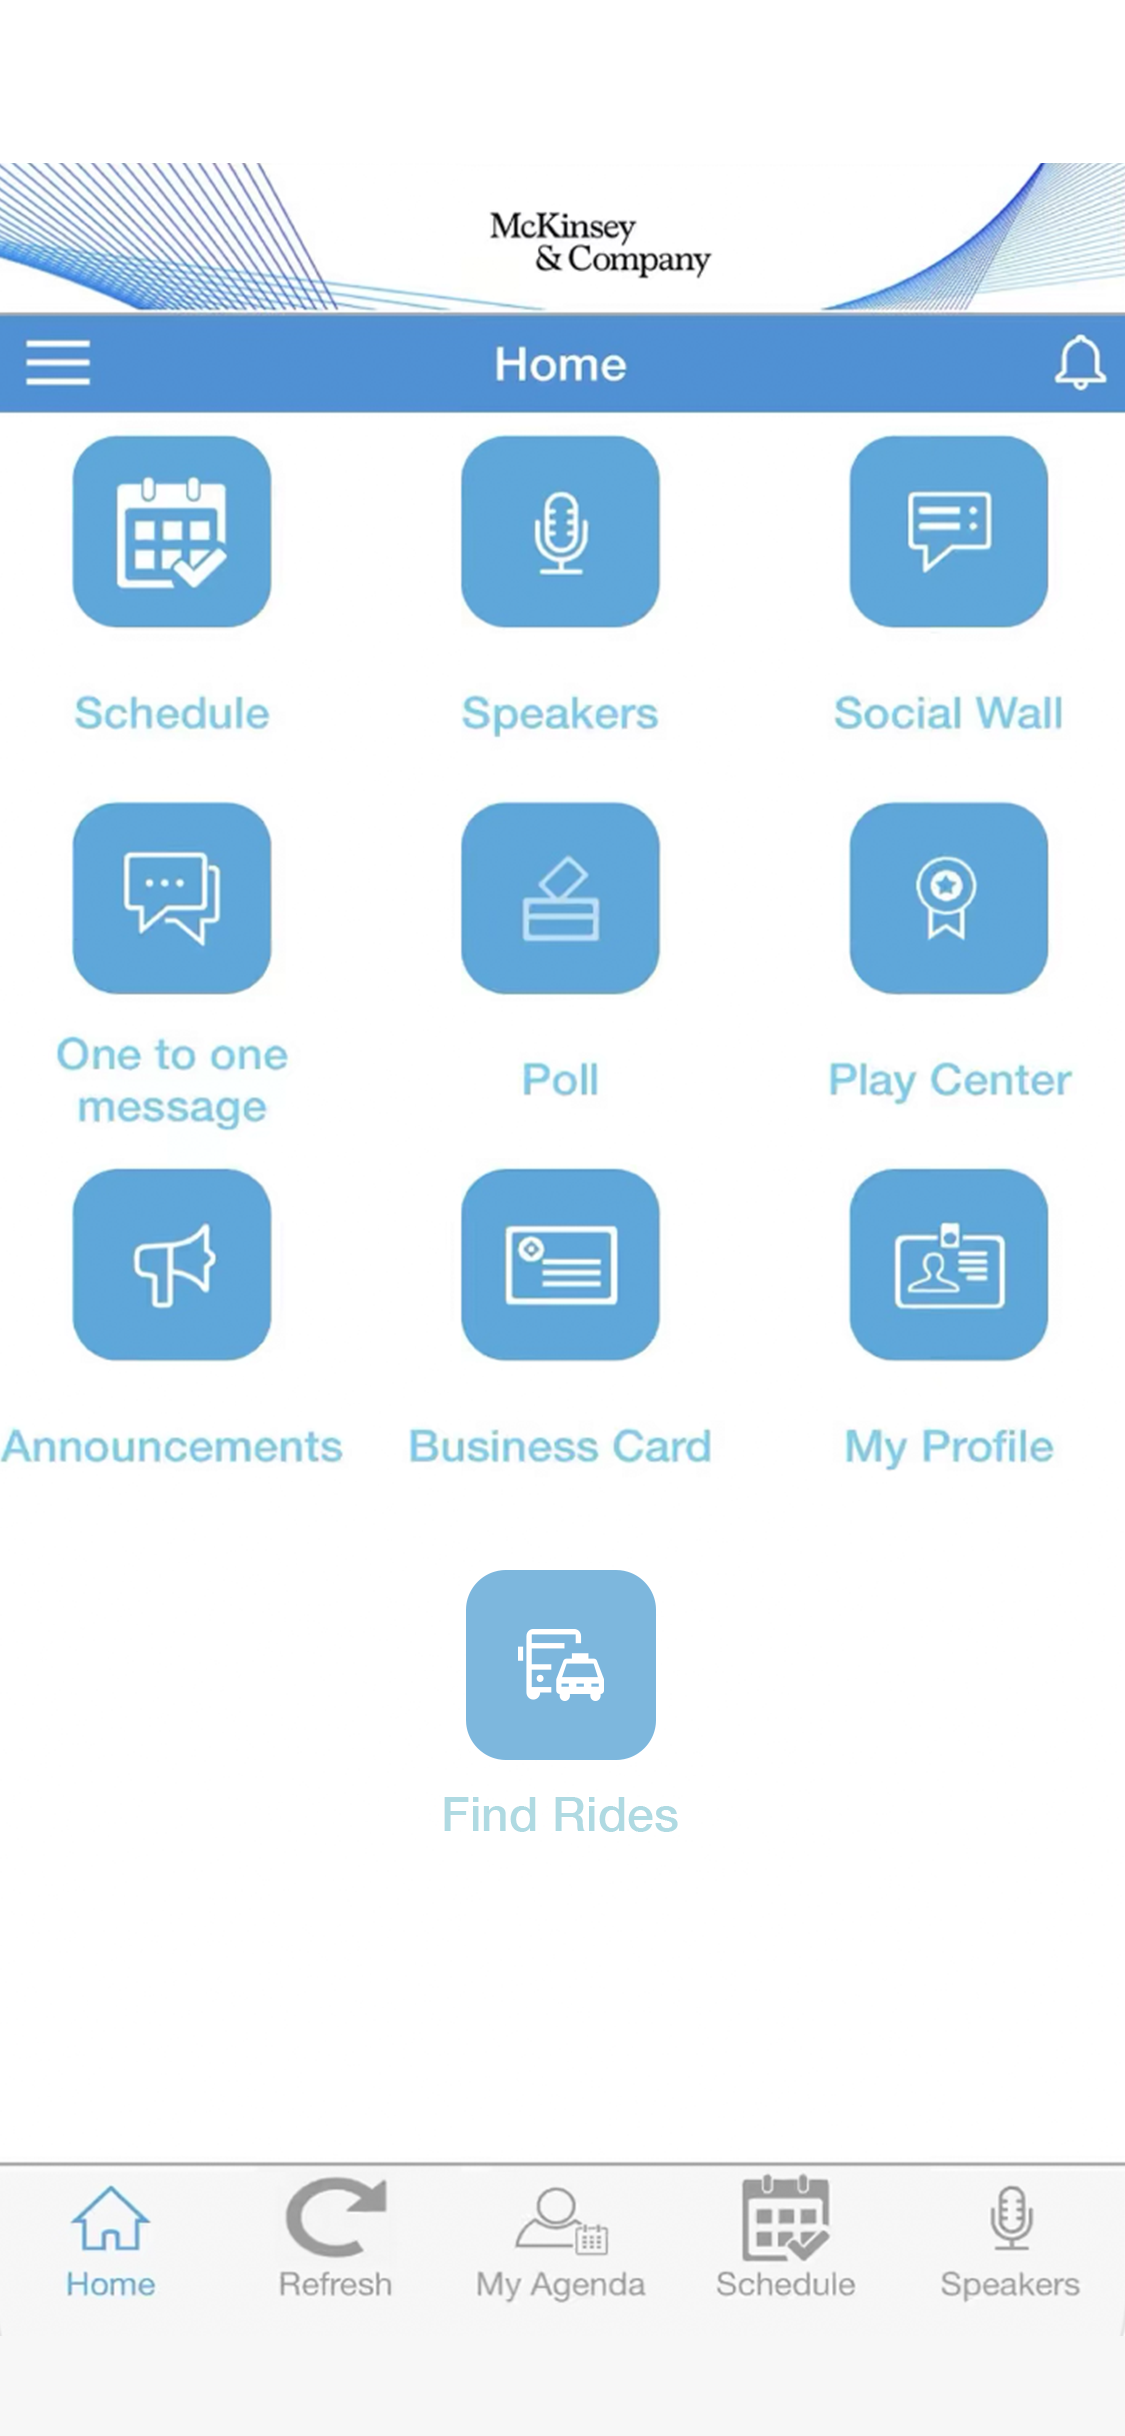 McKinsey
& Company
Home
Schedule
Speakers
Social Wall
One to one
message
Poll
Play Center
Announcements
Business Card
My Profile
Find Rides
Home
Refresh
My Agenda
Schedule
Speakers